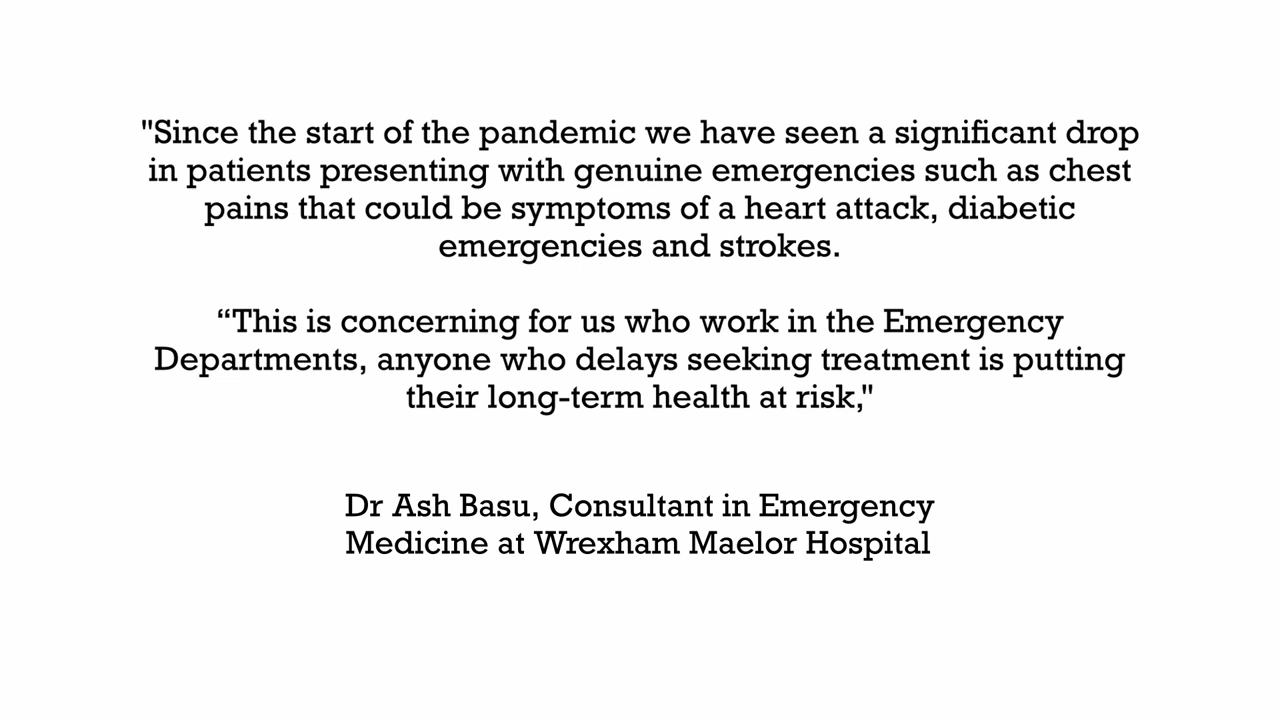 "Since the start of the pandemic we have seen a significant drop
in patients presenting with genuine emergencies such as chest
pains that could be symptoms of a heart attack, diabetic
emergencies and strokes.
“This is concerning for us who work in the Emergency
Departments, anyone who delays seeking treatment is putting
their long-term health at risk,"
Dr Ash Basu, Consultant in Emergency
Medicine at Wrexham Maelor Hospital